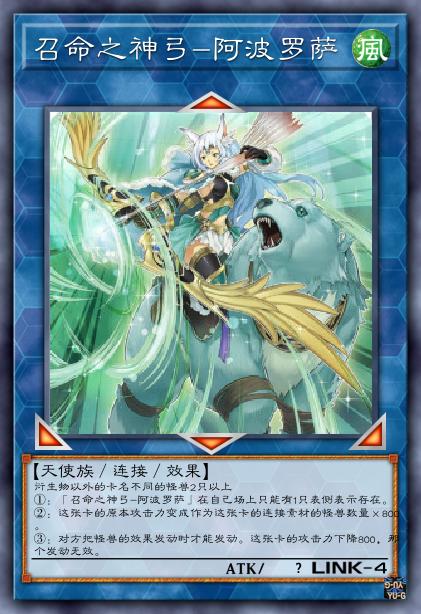 召命之神弓–阿波罗萨 風
【天使族／连接／效果】
衍生物以外的卡名不同的怪兽2只以上
①：「召命之神弓–阿波罗萨」在自己场上只能有1只表侧表示存在。
②：这张卡的原本攻击力变成作为这张卡的连接素材的怪兽数量×800
。
③：对方把怪兽的效果发动时才能发动。这张卡的攻击力下降800，那
个发动无效。
ATK/ ? LINK-4